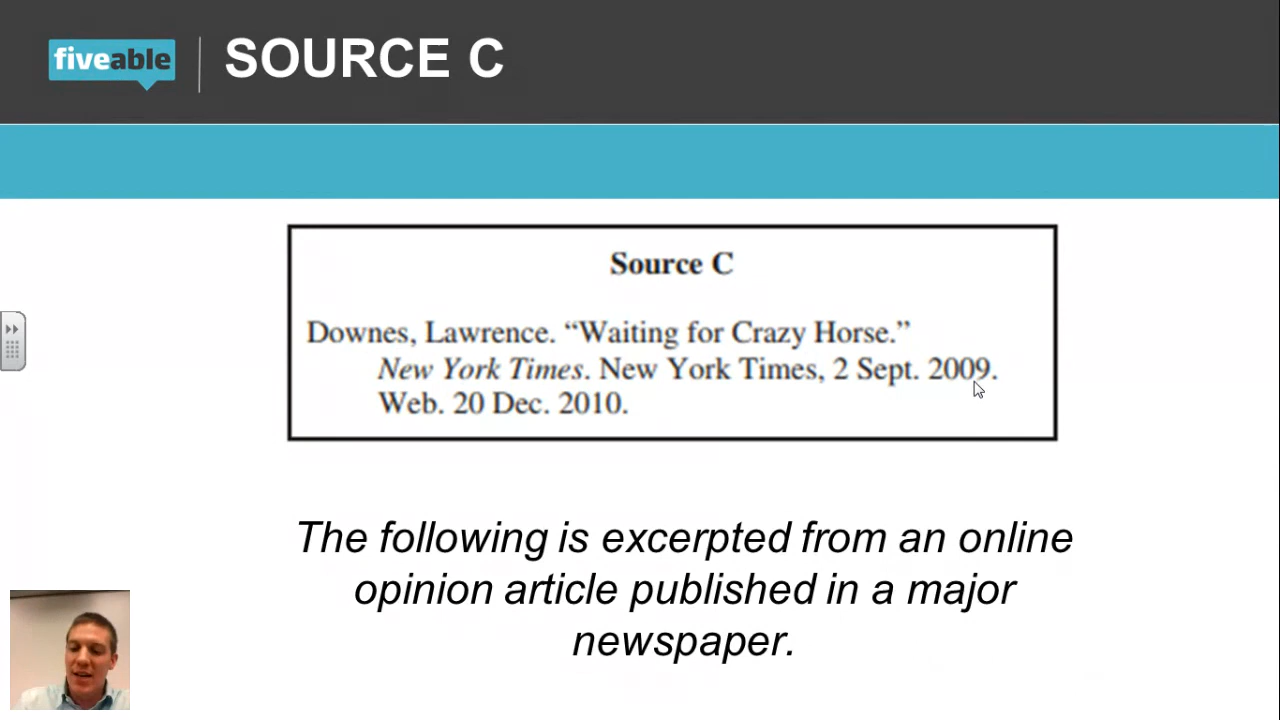 fiveable
SOURCE C
Source C
Downes, Lawrence. “Waiting for Crazy Horse.”
New York Times. New York Times, 2 Sept. 2009.
Web. 20 Dec. 2010.
The following is excerpted from an online
opinion article published in a major
newspaper.